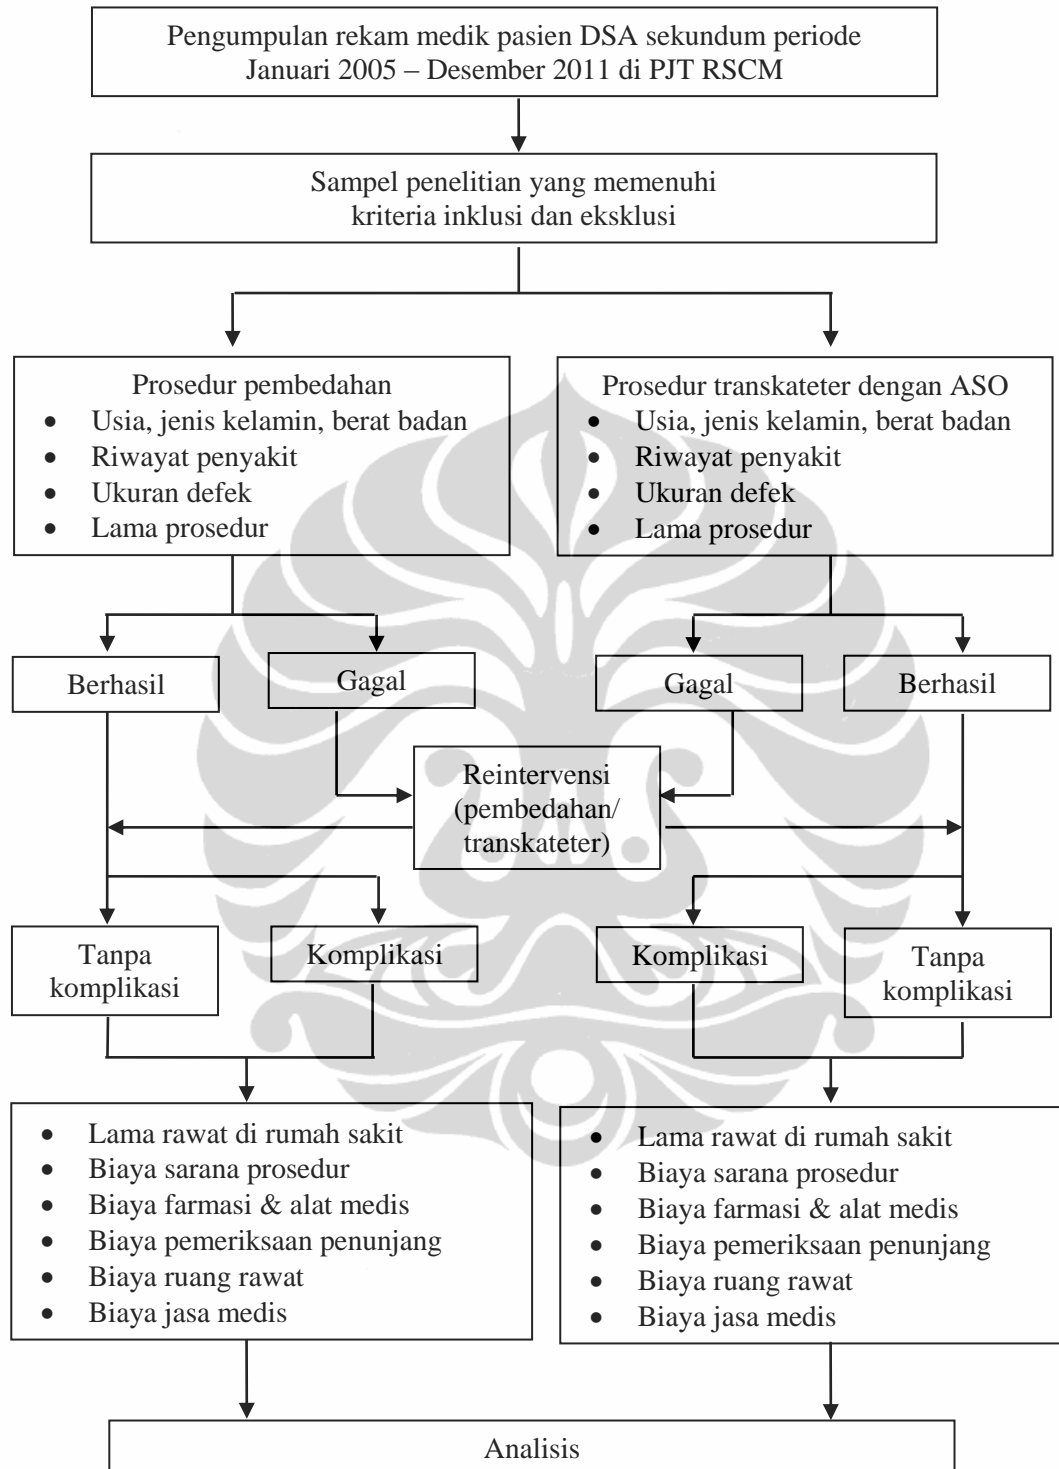 Pengumpulan rekam medik pasien DSA sekundum periode
Januari 2005 – Desember 2011 di PJT RSCM
Sampel penelitian yang memenuhi
kriteria inklusi dan eksklusi
Prosedur pembedahan
• Usia, jenis kelamin, berat badan
• Riwayat penyakit
• Ukuran defek
• Lama prosedur
Prosedur transkateter dengan ASO
• Usia, jenis kelamin, berat badan
• Riwayat penyakit
• Ukuran defek
• Lama prosedur
Berhasil
Gagal
Gagal
Berhasil
Reintervensi
(pembedahan/
transkateter)
Tanpa
komplikasi
Komplikasi
Komplikasi
Tanpa
komplikasi
• Lama rawat di rumah sakit
• Biaya sarana prosedur
• Biaya farmasi & alat medis
• Biaya pemeriksaan penunjang
• Biaya ruang rawat
• Biaya jasa medis
• Lama rawat di rumah sakit
• Biaya sarana prosedur
• Biaya farmasi & alat medis
• Biaya pemeriksaan penunjang
• Biaya ruang rawat
• Biaya jasa medis
Analisis